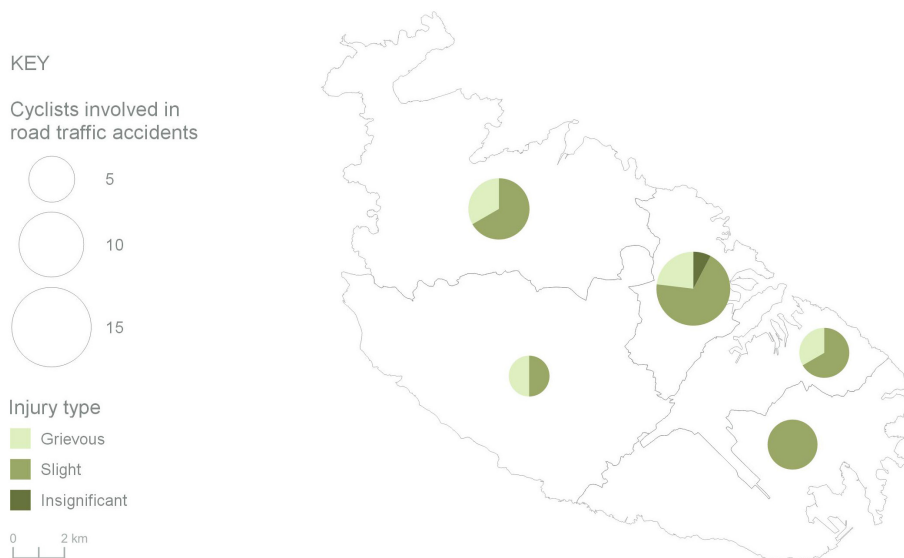 KEY
Cyclists involved in
road traffic accidents
5
10
15
Injury type
Grievous
Slight
Insignificant
0 2 km